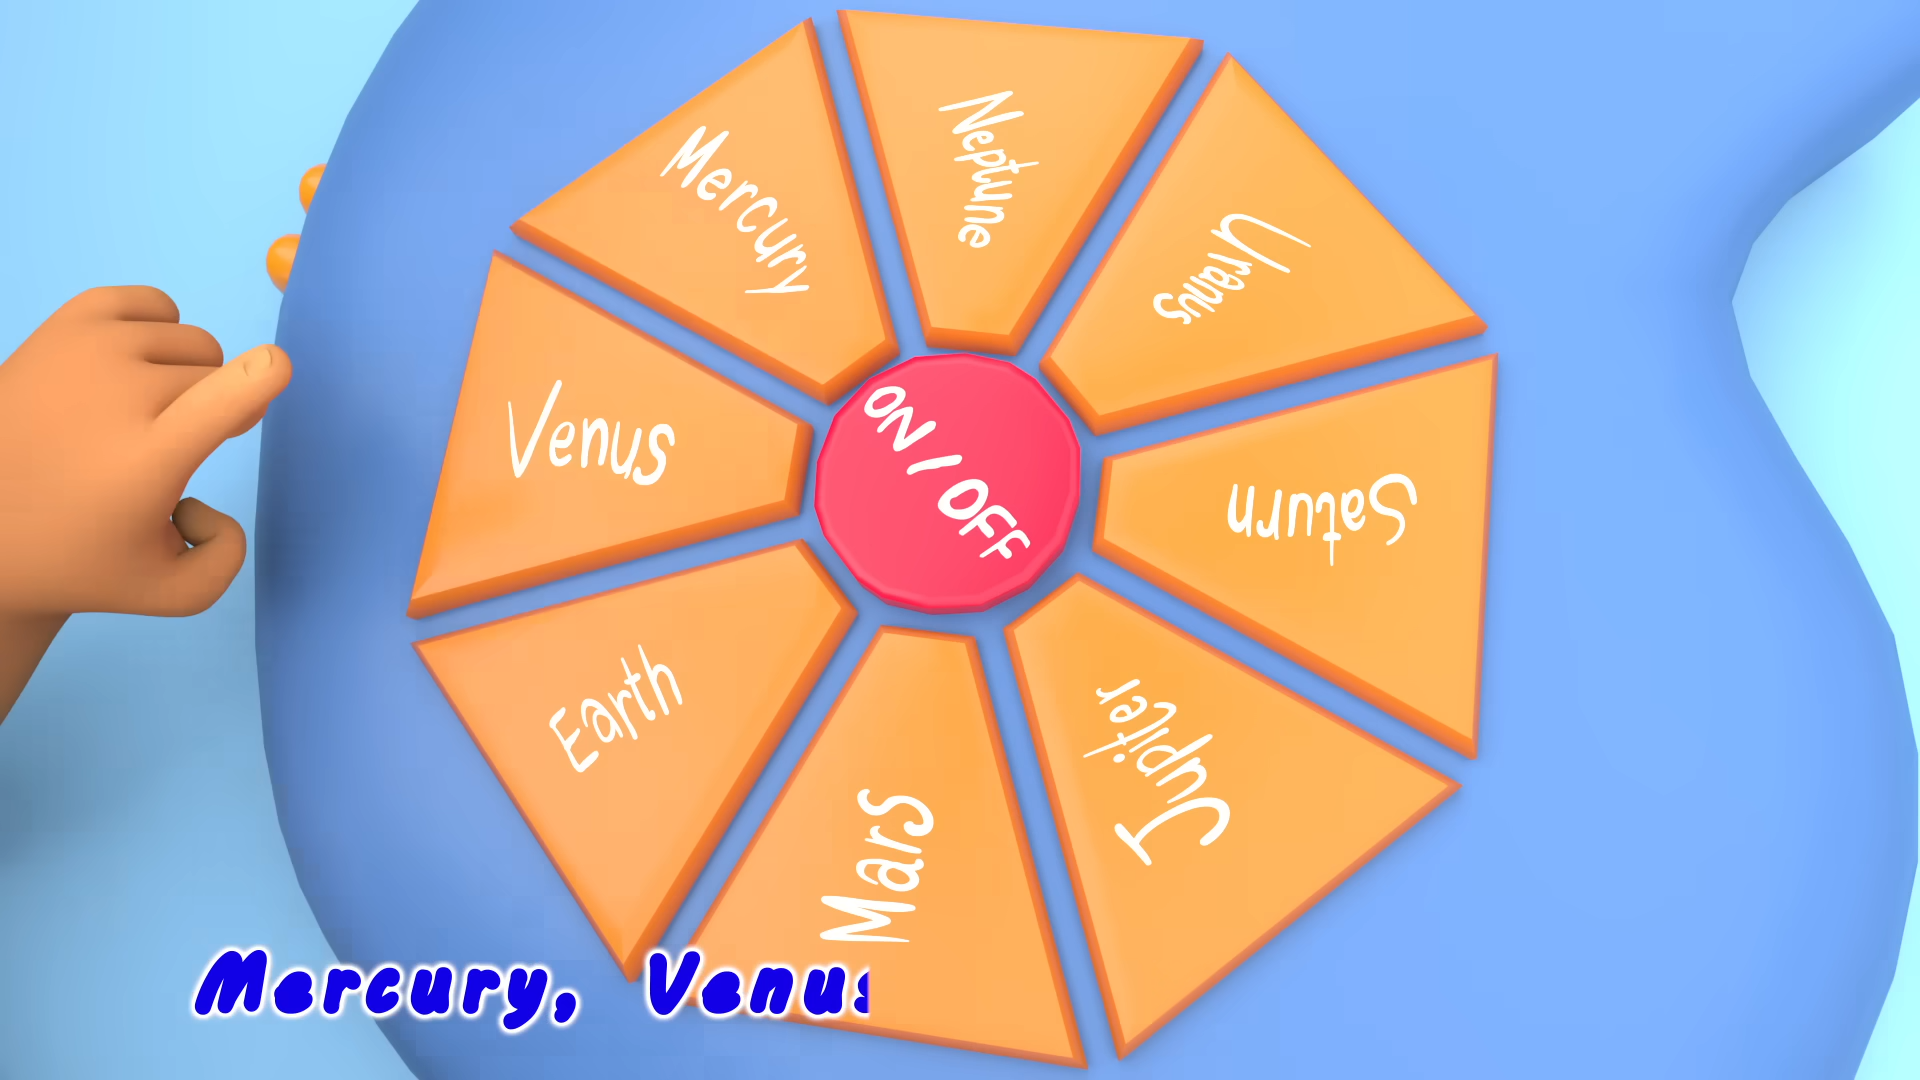 Neptune
Mercury
Uranus
Venus
ON / OFF
Saturn
Earth
Jupiter
Mars
Mercury, Venus